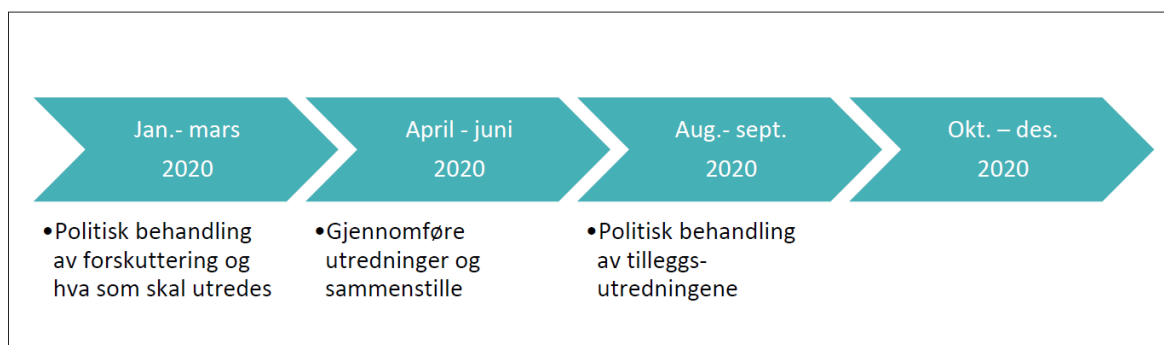 Jan.- mars
2020
April - juni
2020
Aug.- sept.
2020
Okt. – des.
2020
•Politisk behandling
av forskuttering og
hva som skal utredes
•Gjennomføre
utredninger og
sammenstille
•Politisk behandling
av tilleggs-
utredningene